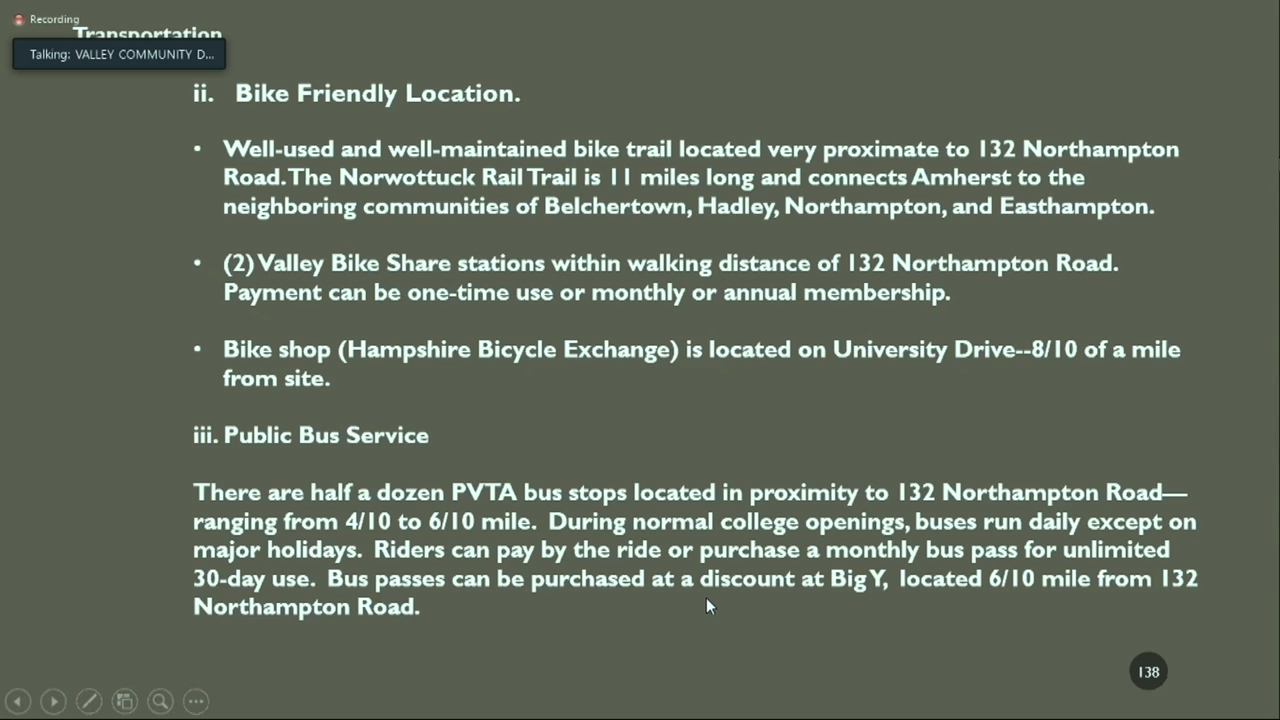 Recording
Transportation
Talking: VALLEY COMMUNITY D...
ii. Bike Friendly Location.
• Well-used and well-maintained bike trail located very proximate to 132 Northampton
Road. The Norwottuck Rail Trail is 11 miles long and connects Amherst to the
neighboring communities of Belchertown, Hadley, Northampton, and Easthampton.
• (2) Valley Bike Share stations within walking distance of 132 Northampton Road.
Payment can be one-time use or monthly or annual membership.
• Bike shop (Hampshire Bicycle Exchange) is located on University Drive--8/10 of a mile
from site.
iii. Public Bus Service
There are half a dozen PVTA bus stops located in proximity to 132 Northampton Road—
ranging from 4/10 to 6/10 mile. During normal college openings, buses run daily except on
major holidays. Riders can pay by the ride or purchase a monthly bus pass for unlimited
30-day use. Bus passes can be purchased at a discount at Big Y, located 6/10 mile from 132
Northampton Road.
138